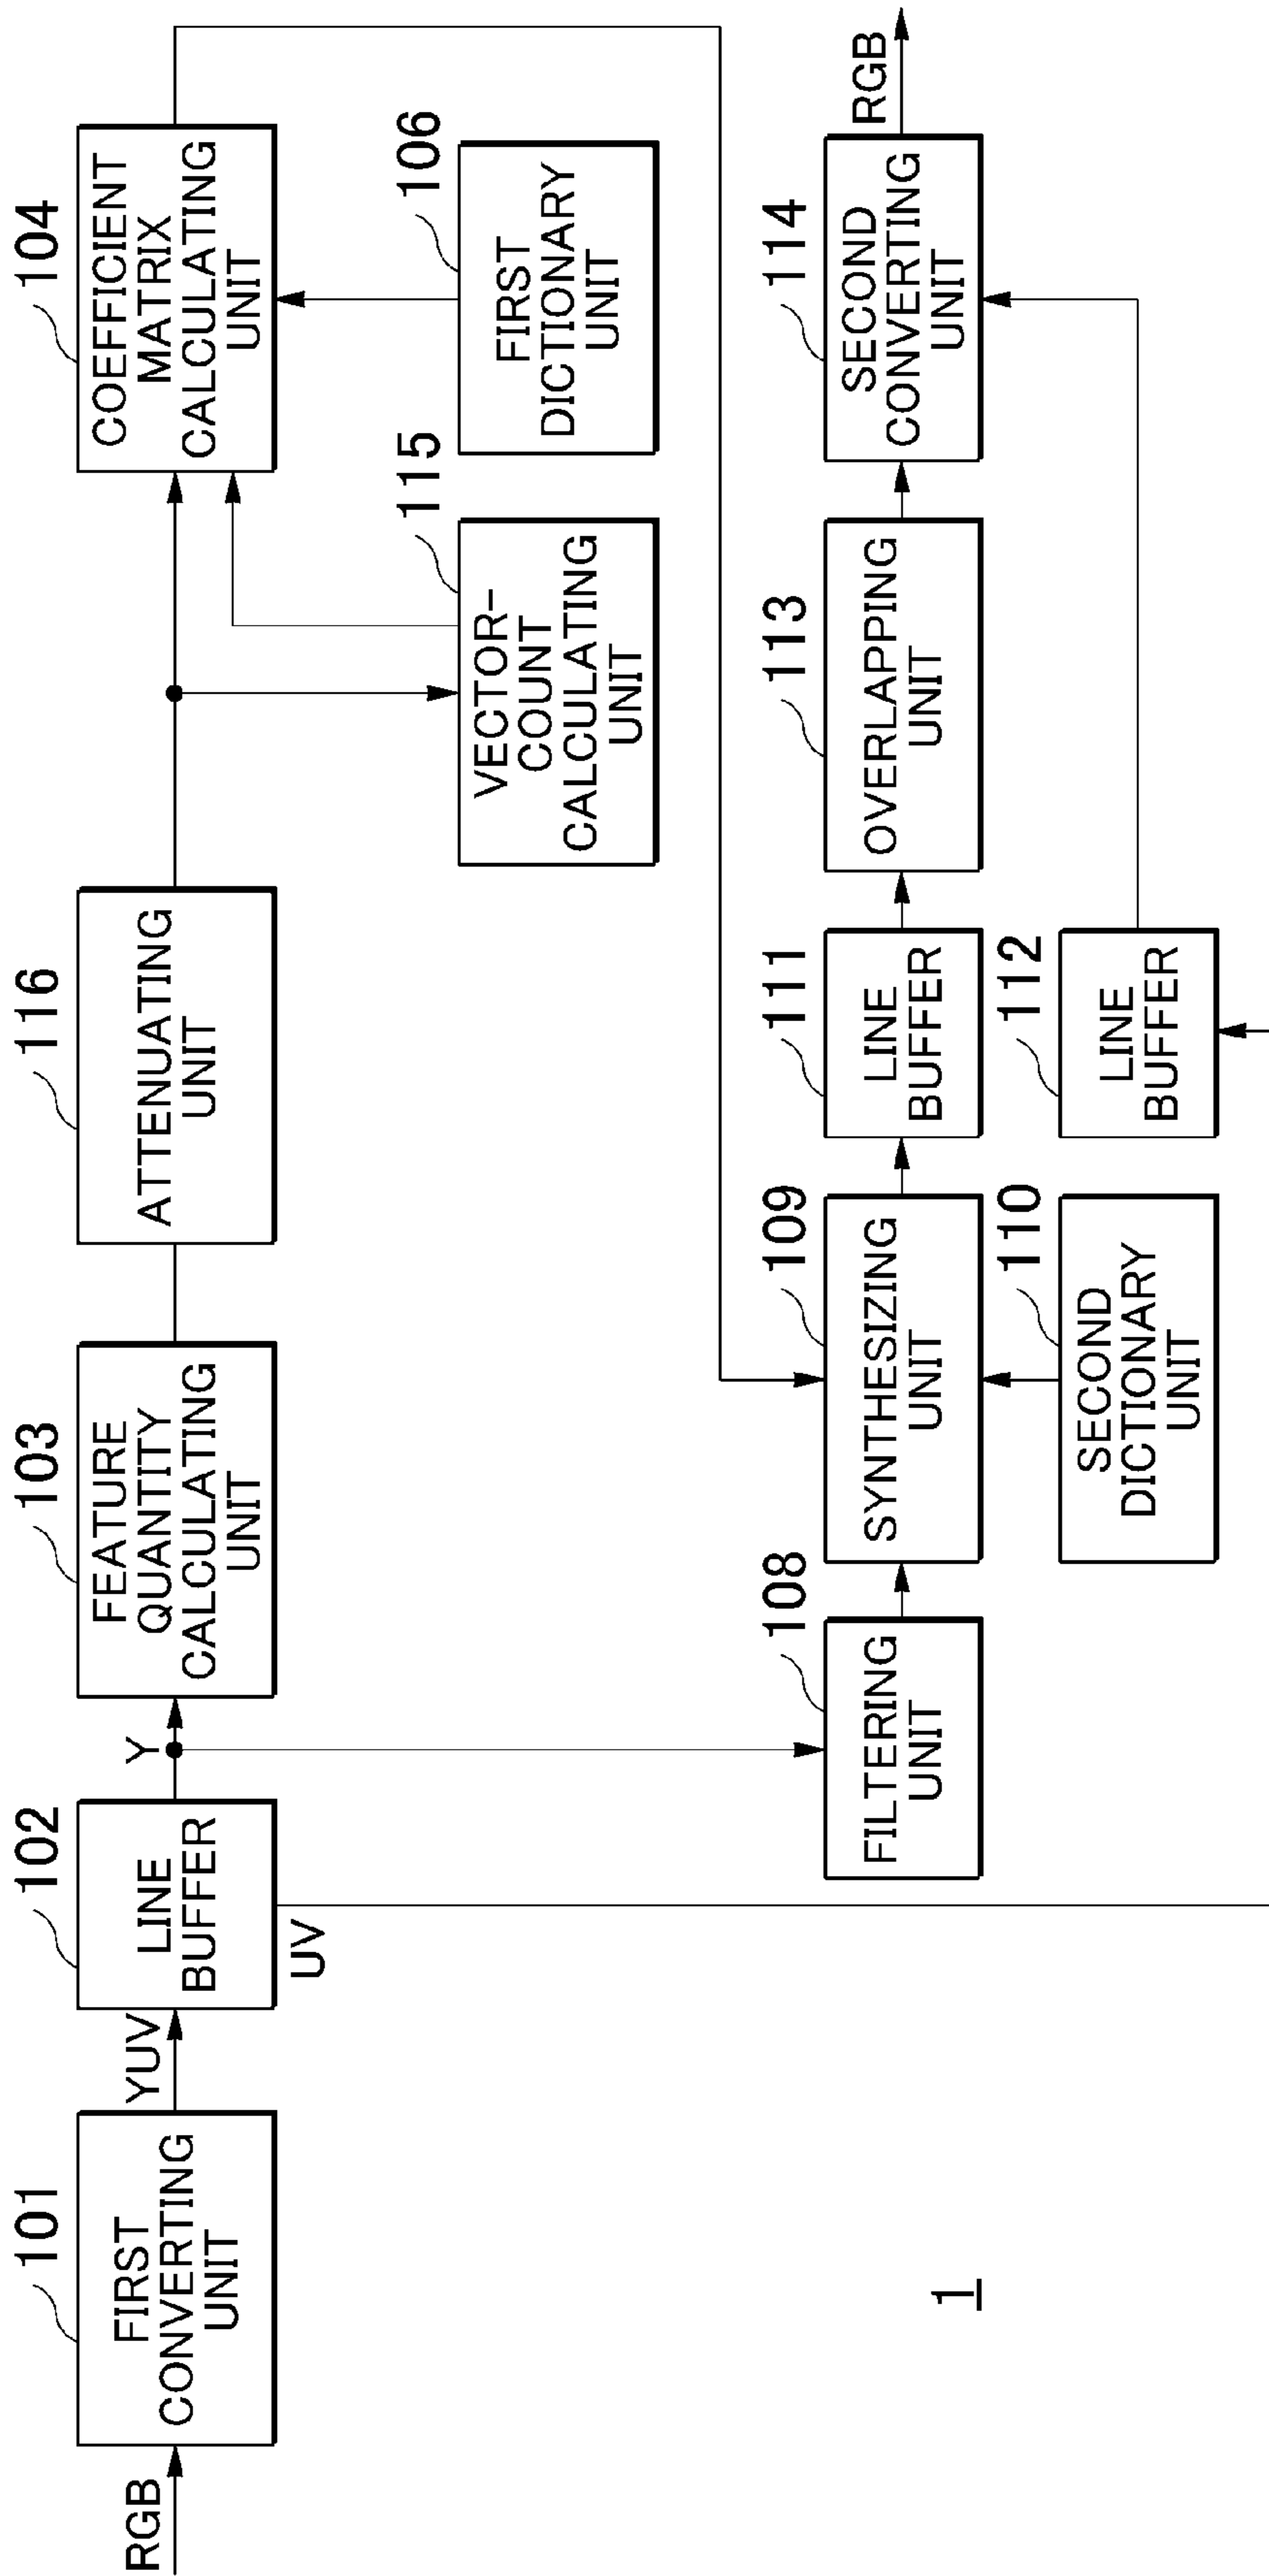 RGB
101
FIRST
CONVERTING
UNIT
YUV
102
LINE
BUFFER
UV
Y
103
FEATURE
QUANTITY
CALCULATING
UNIT
116
ATTENUATING
UNIT
104
COEFFICIENT
MATRIX
CALCULATING
UNIT
115
VECTOR-
COUNT
CALCULATING
UNIT
106
FIRST
DICTIONARY
UNIT
108
FILTERING
UNIT
109
SYNTHESIZING
UNIT
111
LINE
BUFFER
113
OVERLAPPING
UNIT
114
SECOND
CONVERTING
UNIT
RGB
110
SECOND
DICTIONARY
UNIT
112
LINE
BUFFER
1